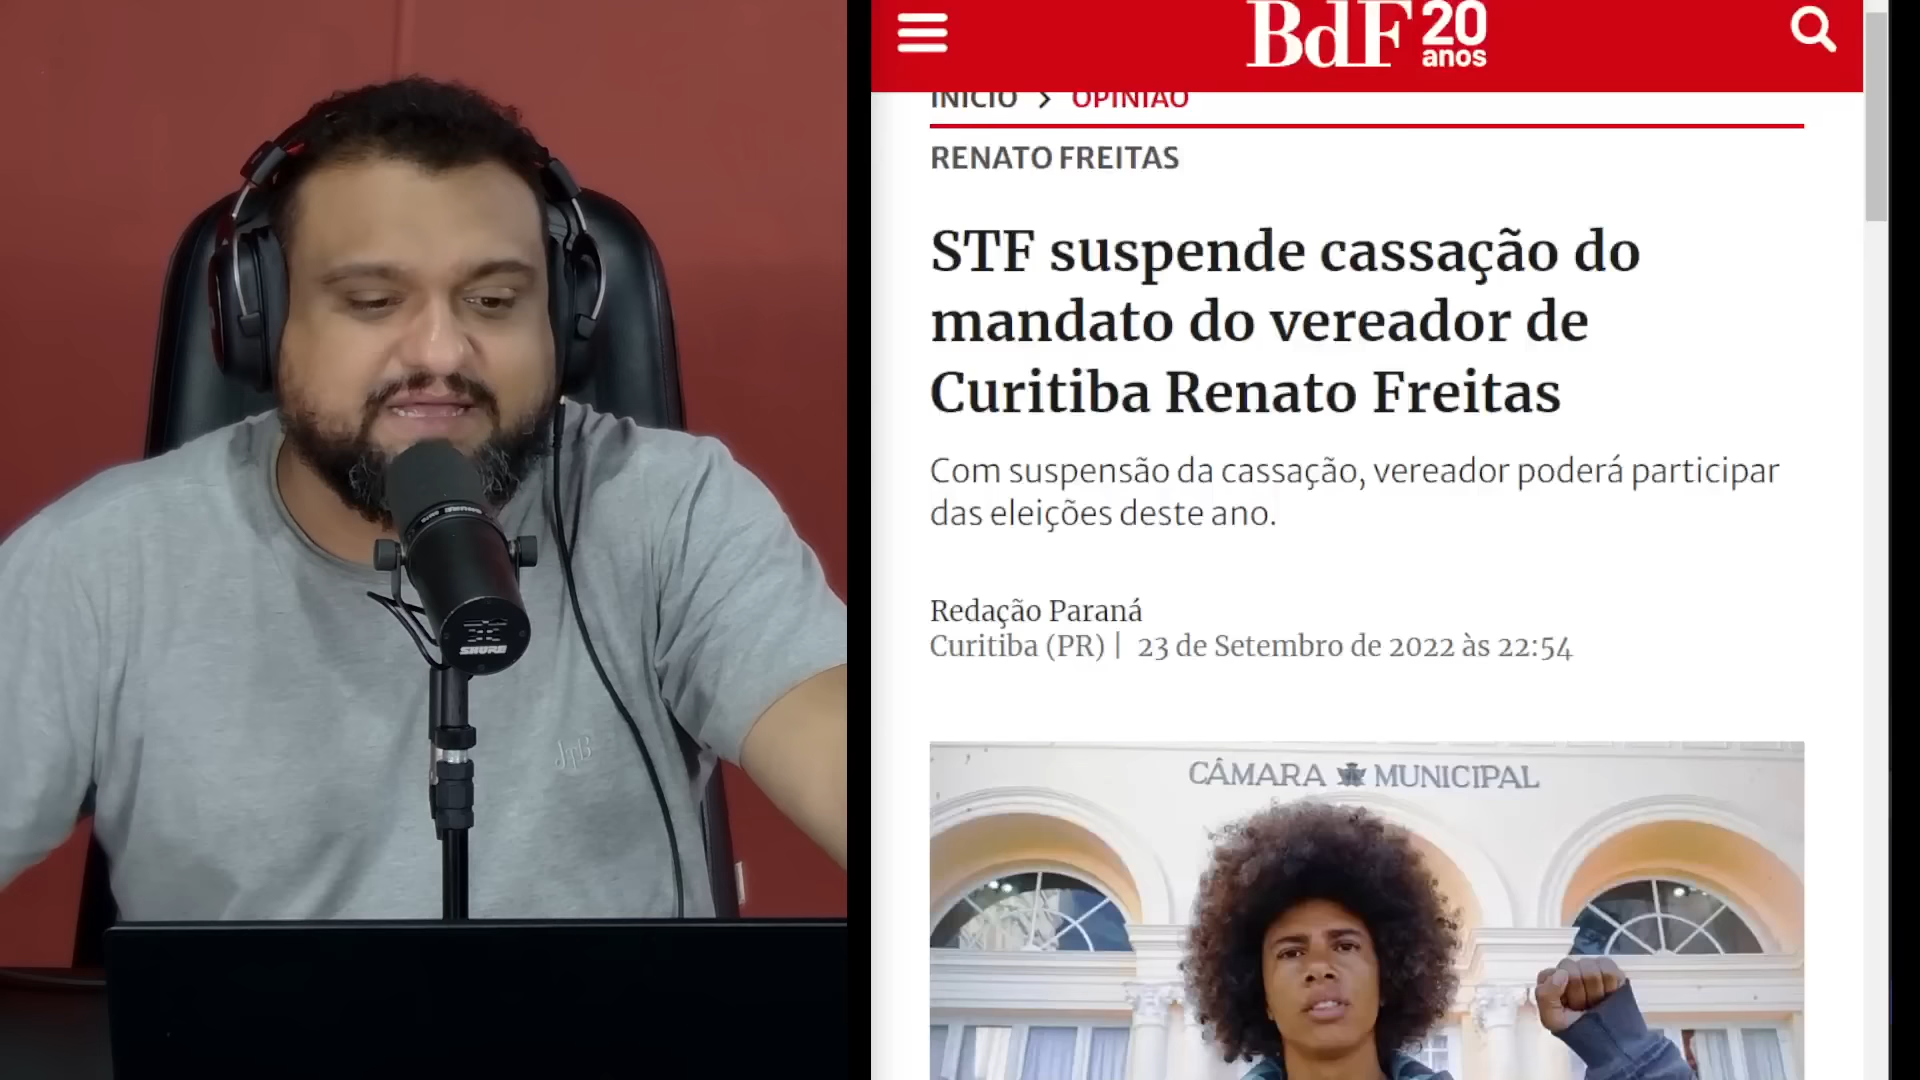 BdF 20 anos
INÍCIO > OPINIÃO
RENATO FREITAS
STF suspende cassação do
mandato do vereador de
Curitiba Renato Freitas
Com suspensão da cassação, vereador poderá participar
das eleições deste ano.
Redação Paraná
Curitiba (PR) | 23 de Setembro de 2022 às 22:54
CÂMARA MUNICIPAL
SHURE
SHURE
JTB